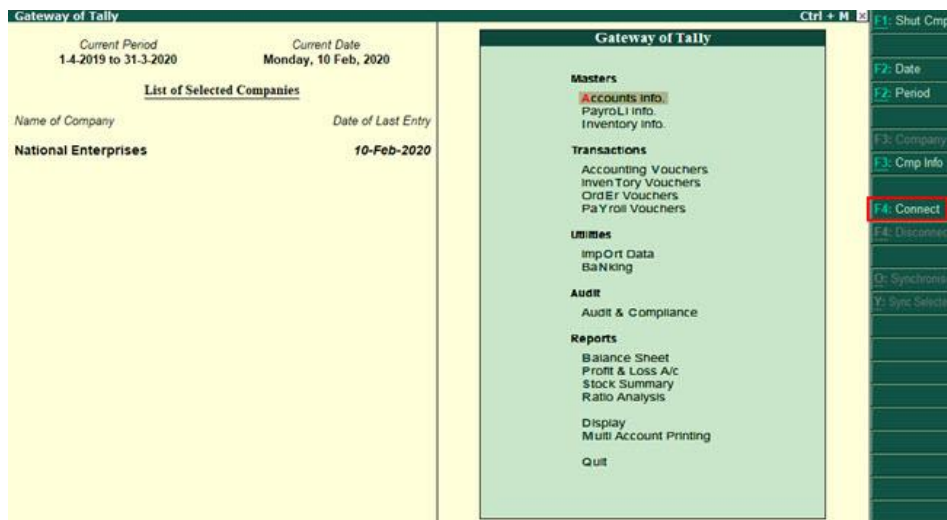 Gateway of Tally
Ctrl + M
Current Period
Current Date
1-4-2019 to 31-3-2020
Monday, 10 Feb, 2020
List of Selected Companies
Name of Company
Date of Last Entry
National Enterprises
10-Feb-2020
Gateway of Tally
Masters
Accounts Info.
PayroLl Info.
Inventory Info.
Transactions
Accounting Vouchers
InvenTory Vouchers
OrdEr Vouchers
PaYroll Vouchers
Utilities
ImpOrt Data
BaNking
Audit
Audit & Compliance
Reports
Balance Sheet
Profit & Loss A/c
Stock Summary
Ratio Analysis
Display
Multi Account Printing
Quit
F1: Shut Cmp
F2: Date
F2: Period
F3: Company
F3: Cmp Info
F4: Connect
F4: Disconnec
O: Synchronis
Y: Sync Selecte